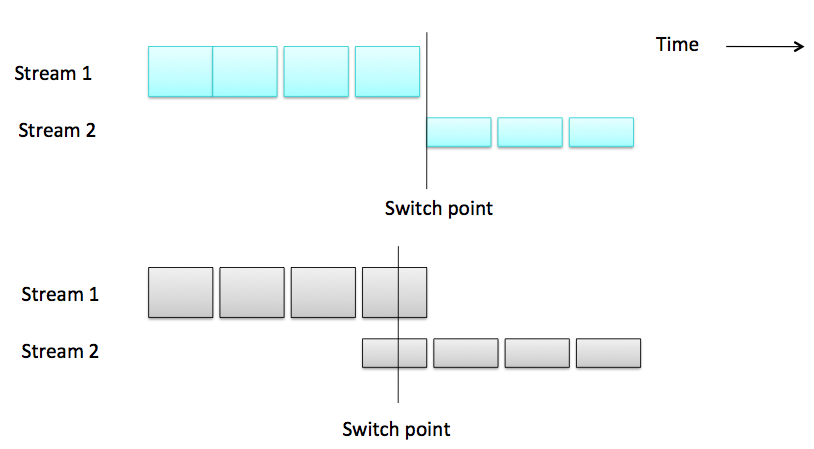 Time
Stream 1
Stream 2
Switch point
Stream 1
Stream 2
Switch point